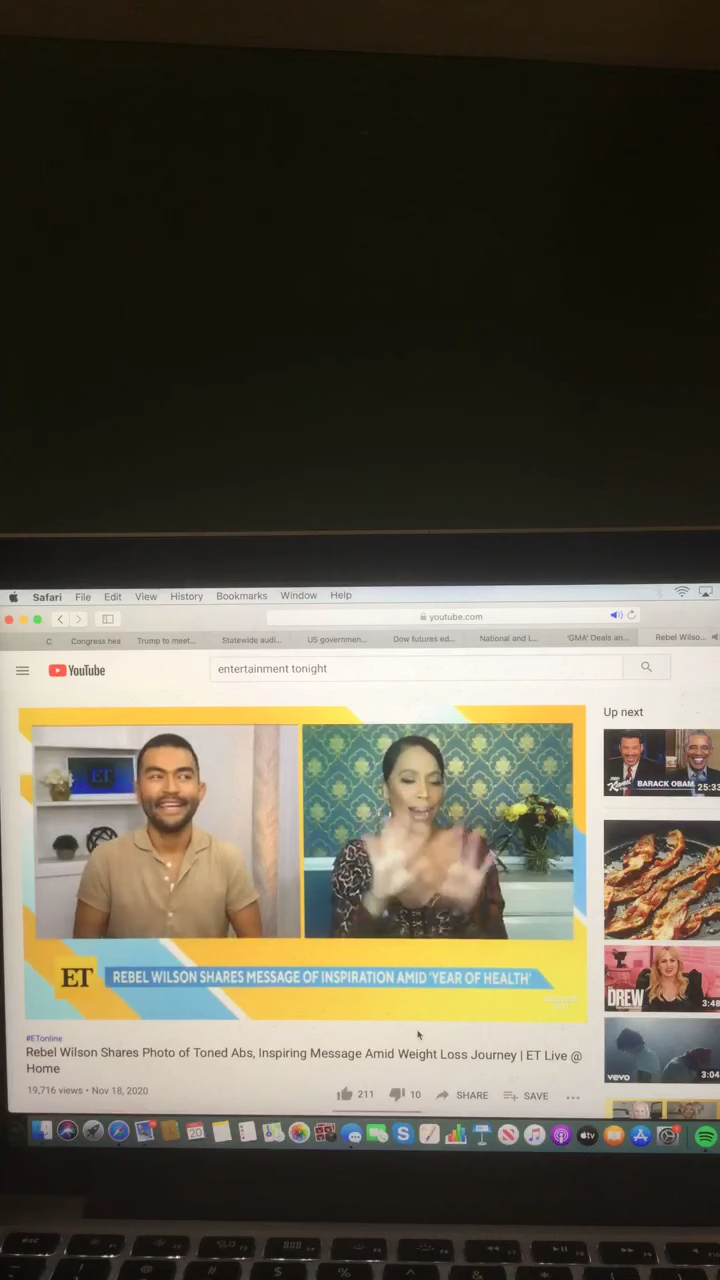 Safari File Edit View History Bookmarks Window Help
youtube.com
C Congress hea Trump to meet... Statewide audi... US governmen... Dow futures ed... National and L... 'GMA' Deals an... Rebel Wilso...
YouTube
entertainment tonight
Up next
ET
BARACK OBAM
25:33
DREW
3:48
vevo
3:04
ET REBEL WILSON SHARES MESSAGE OF INSPIRATION AMID 'YEAR OF HEALTH'
#ETonline
Rebel Wilson Shares Photo of Toned Abs, Inspiring Message Amid Weight Loss Journey | ET Live @
Home
19,716 views • Nov 18, 2020
211 10 SHARE SAVE ...
20
tv
esc
@ # $ % ^ &